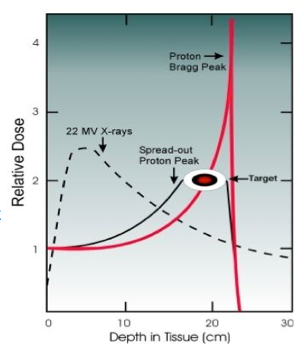 4
Proton
Bragg Peak
3
22 MV X-rays
Spread-out
Proton Peak
Relative Dose
2
Target
1
0
10
20
30
Depth in Tissue (cm)